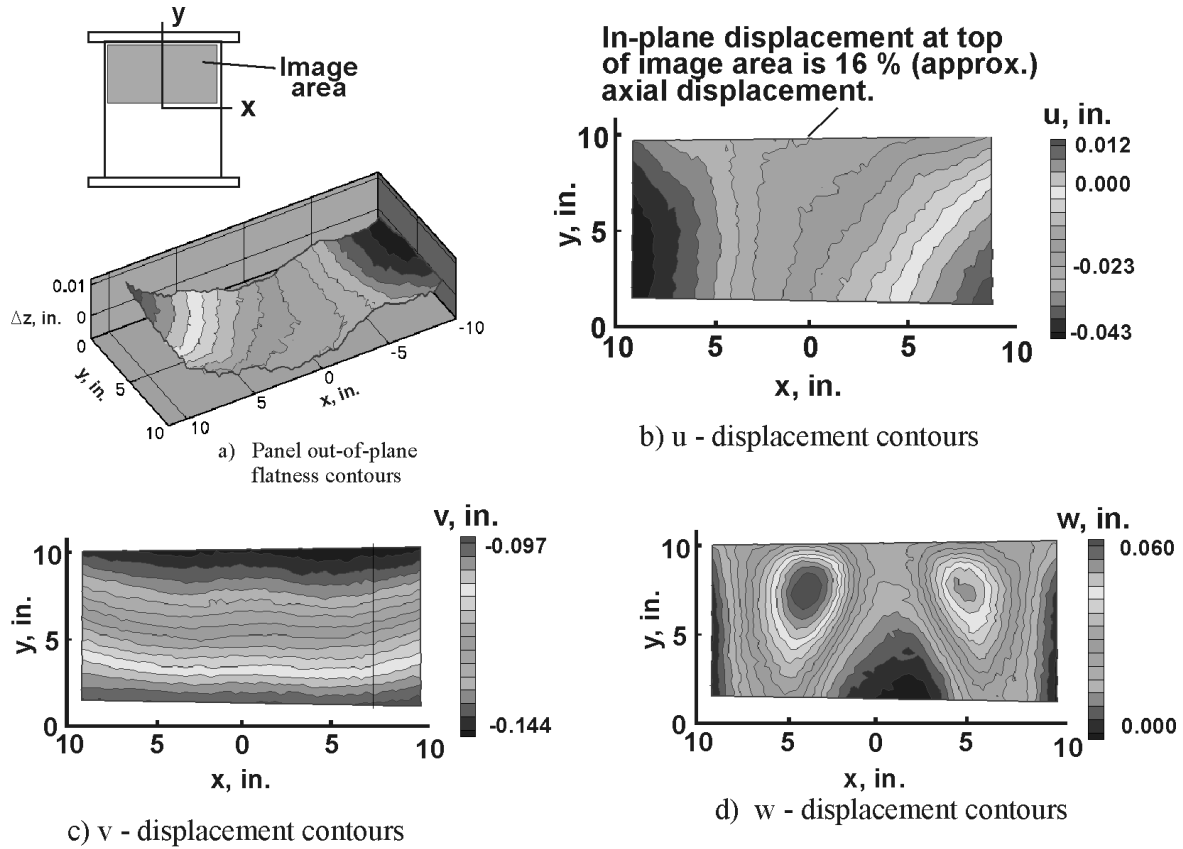 y
Image
area
x
0.01
Δz, in.
0
0
5
10
y, in.
10
5
0
-5
-10
x, in.
a) Panel out-of-plane
flatness contours
In-plane displacement at top
of image area is 16 % (approx.)
axial displacement.
u, in.
0.012
0.000
-0.023
-0.043
10
5
0
y, in.
10
5
0
5
10
x, in.
b) u - displacement contours
v, in.
-0.097
-0.144
10
5
0
y, in.
10
5
0
5
10
x, in.
c) v - displacement contours
w, in.
0.060
0.000
10
5
0
y, in.
10
5
0
5
10
x, in.
d) w - displacement contours